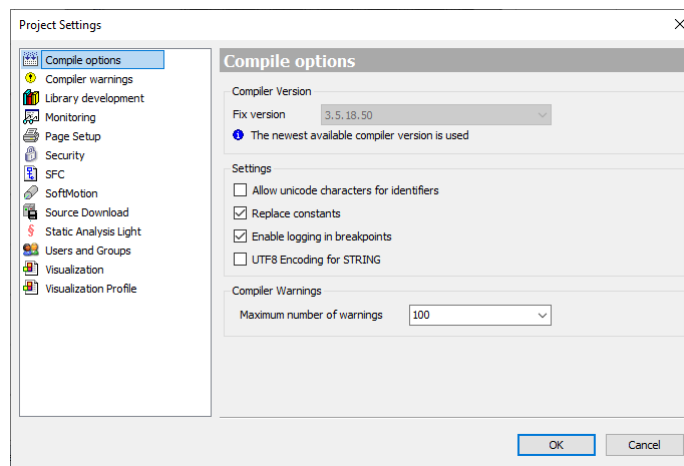 Project Settings
Compile options
Compiler warnings
Library development
Monitoring
Page Setup
Security
SFC
SoftMotion
Source Download
Static Analysis Light
Users and Groups
Visualization
Visualization Profile
Compile options
Compiler Version
Fix version 3.5.18.50
The newest available compiler version is used
Settings
Allow unicode characters for identifiers
Replace constants
Enable logging in breakpoints
UTF8 Encoding for STRING
Compiler Warnings
Maximum number of warnings 100
OK Cancel